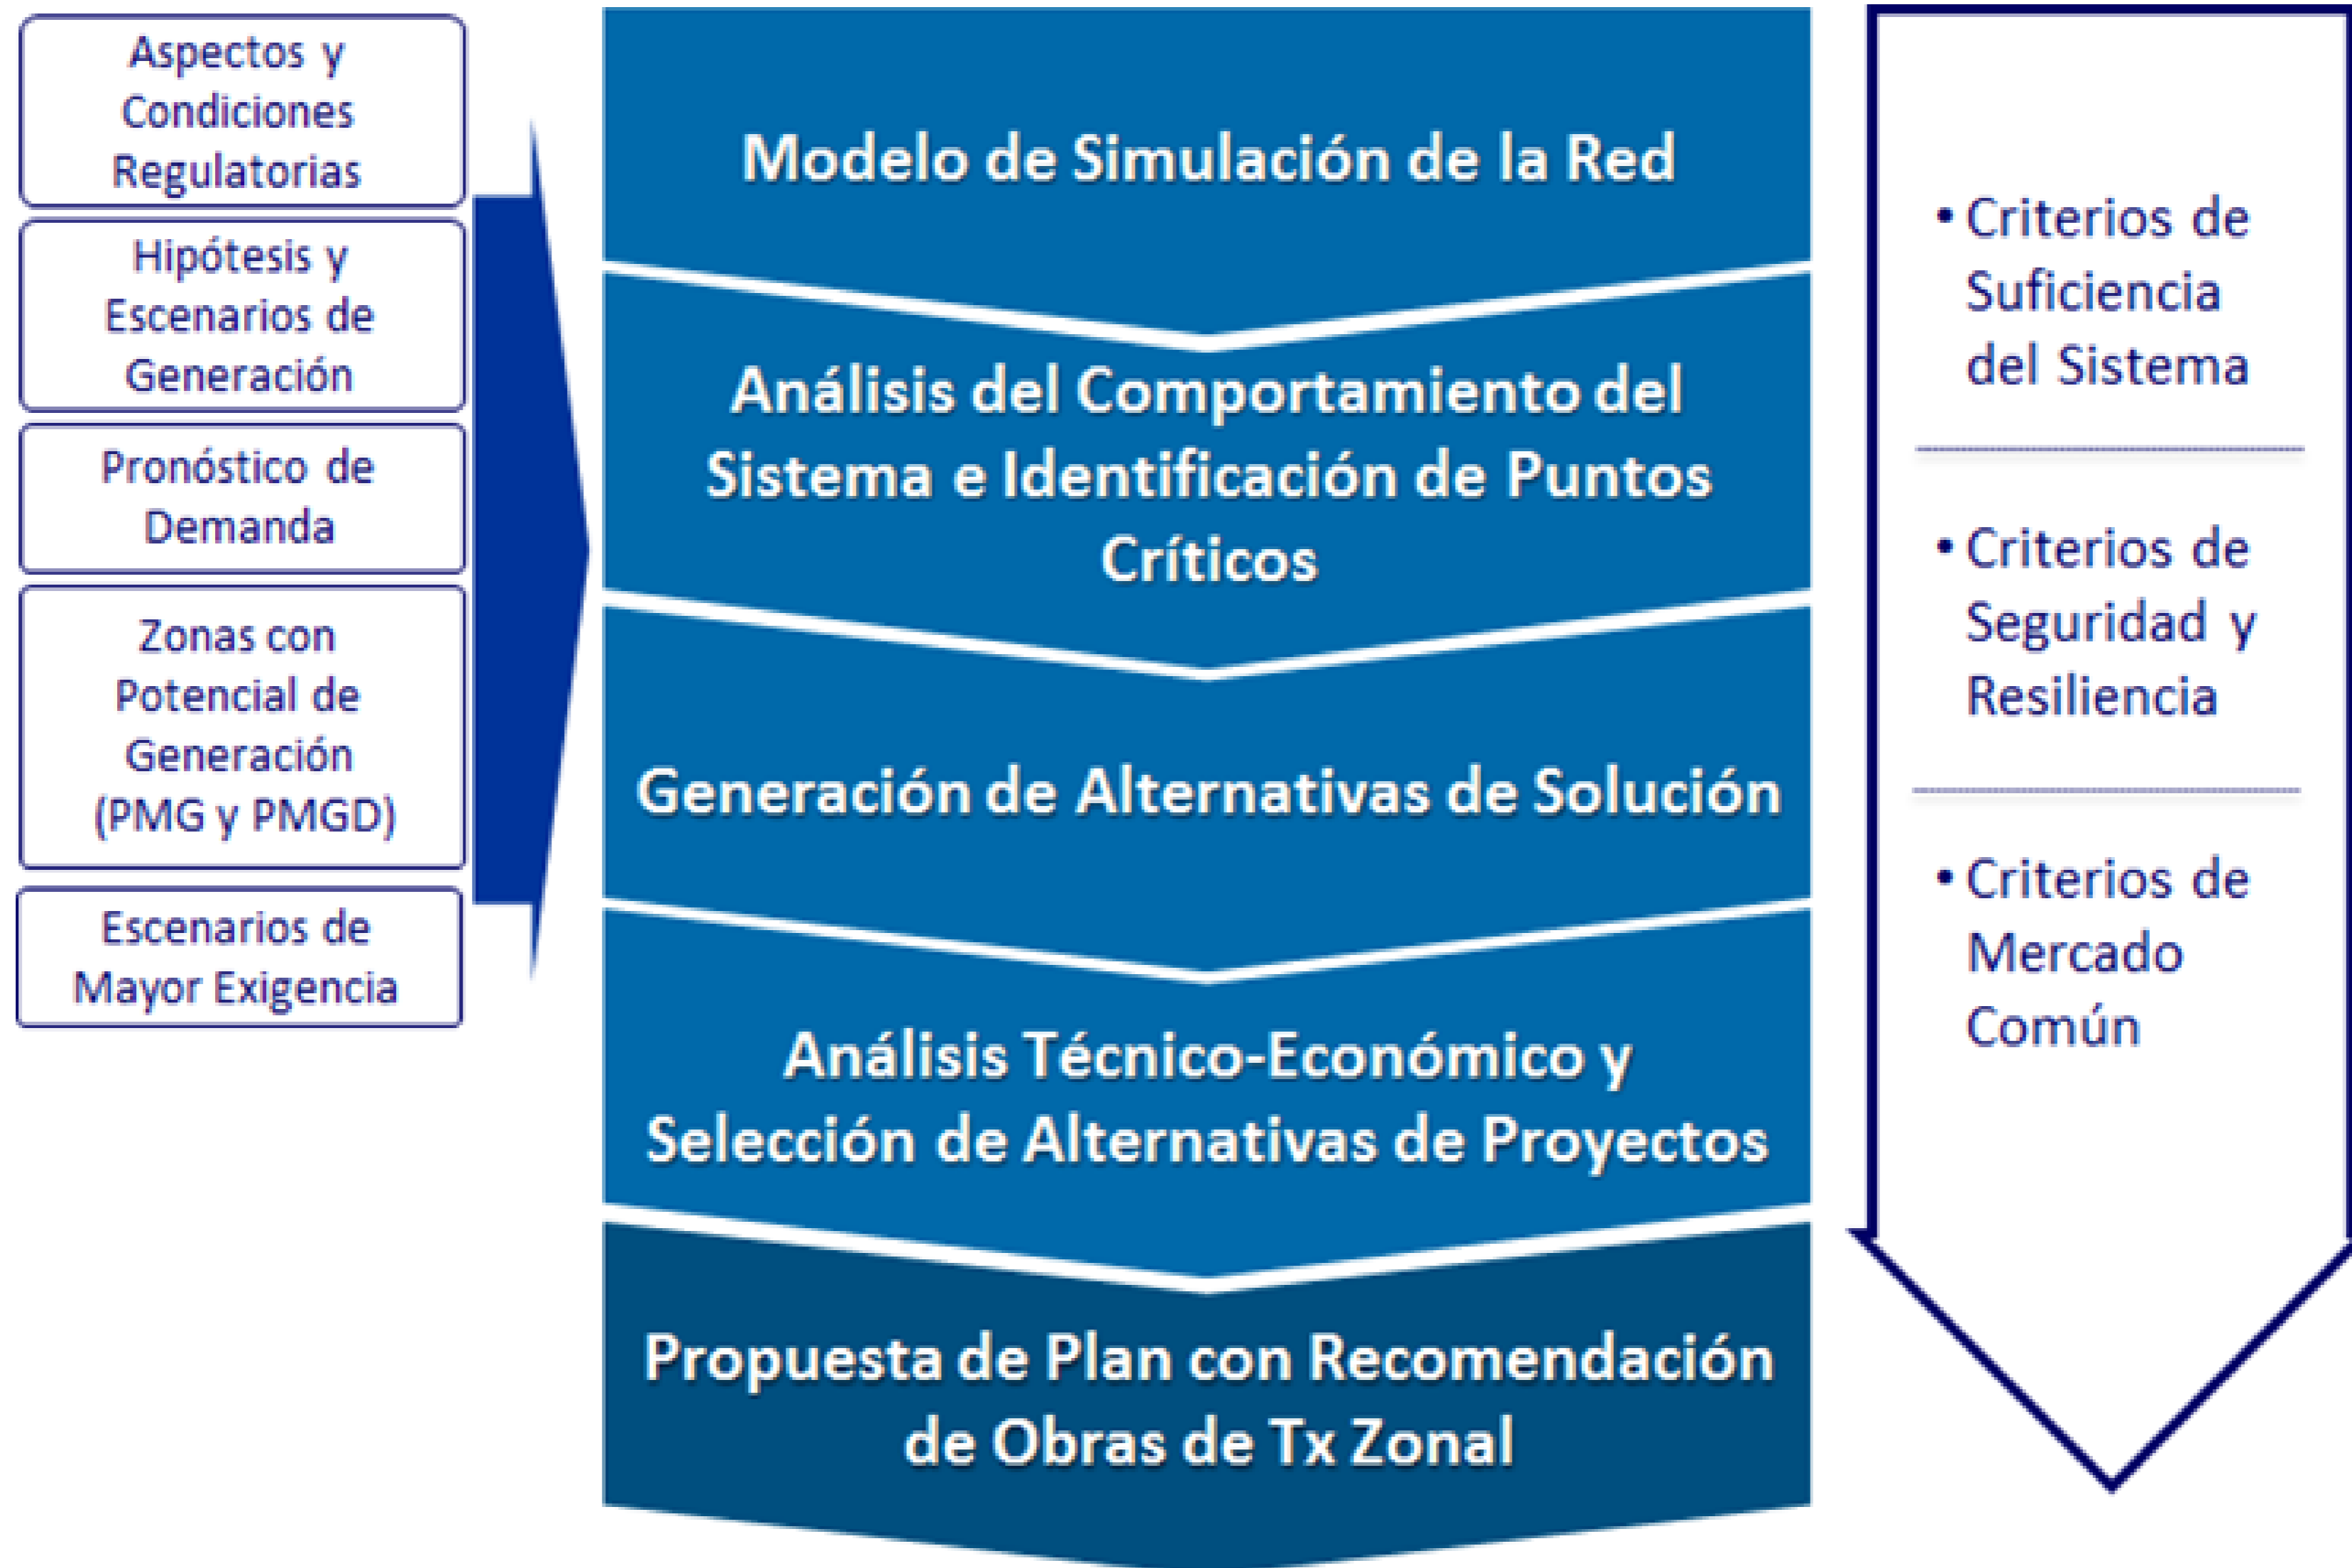 Aspectos y
Condiciones
Regulatorias
Hipótesis y
Escenarios de
Generación
Pronóstico de
Demanda
Zonas con
Potencial de
Generación
(PMG y PMGD)
Escenarios de
Mayor Exigencia
Modelo de Simulación de la Red
Análisis del Comportamiento del
Sistema e Identificación de Puntos
Críticos
Generación de Alternativas de Solución
Análisis Técnico-Económico y
Selección de Alternativas de Proyectos
Propuesta de Plan con Recomendación
de Obras de Tx Zonal
• Criterios de
Suficiencia
del Sistema
• Criterios de
Seguridad y
Resiliencia
• Criterios de
Mercado
Común